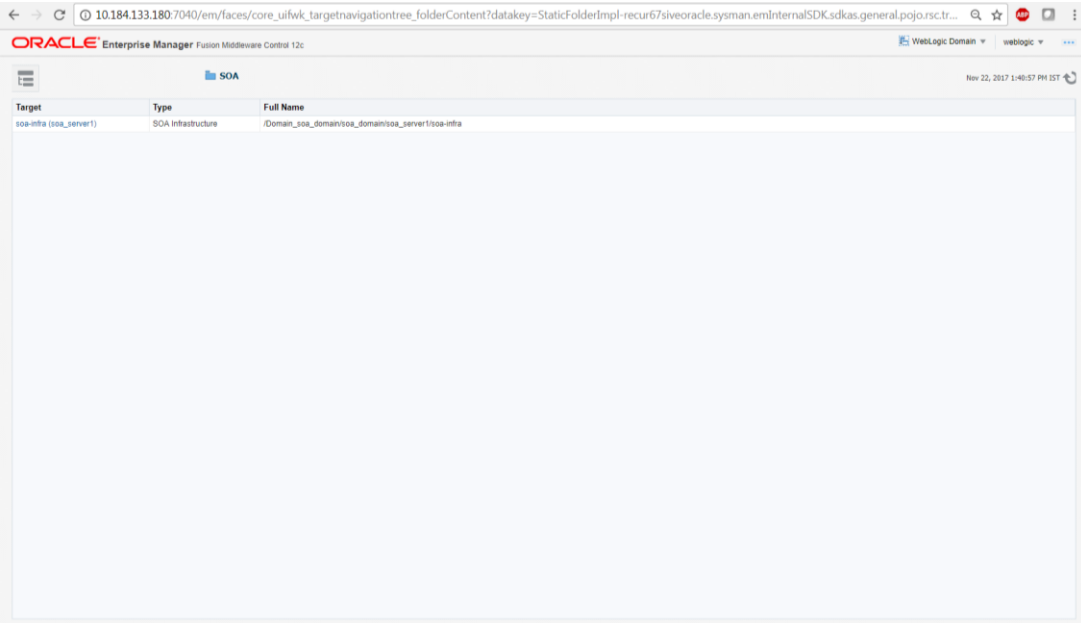 10.184.133.180:7040/em/faces/core_uifwk_targetnavigationtree_folderContent?datakey=StaticFolderImpl-recur67siveoracle.sysman.emInternalSDK.sdkas.general.pojo.rsc.tr...
ABP
ORACLE Enterprise Manager Fusion Middleware Control 12c
WebLogic Domain
weblogic
SOA
Nov 22, 2017 1:40:57 PM IST
Target Type Full Name
soa-infra (soa_server1) SOA Infrastructure /Domain_soa_domain/soa_domain/soa_server1/soa-infra